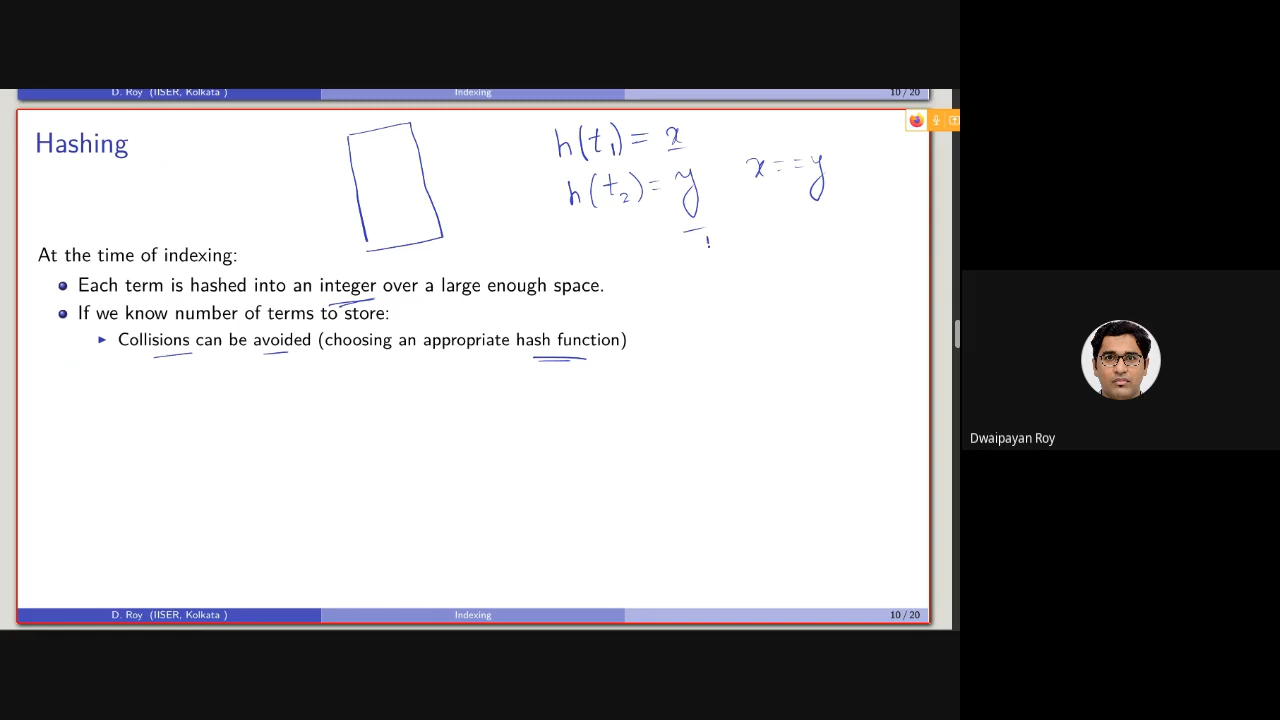 D. Roy (IISER, Kolkata )
Indexing
10 / 20
Hashing
h(t1) = x
h(t2) = y
x = = y
At the time of indexing:
Each term is hashed into an integer over a large enough space.
If we know number of terms to store:
Collisions can be avoided (choosing an appropriate hash function)
Dwaipayan Roy
D. Roy (IISER, Kolkata )
Indexing
10 / 20